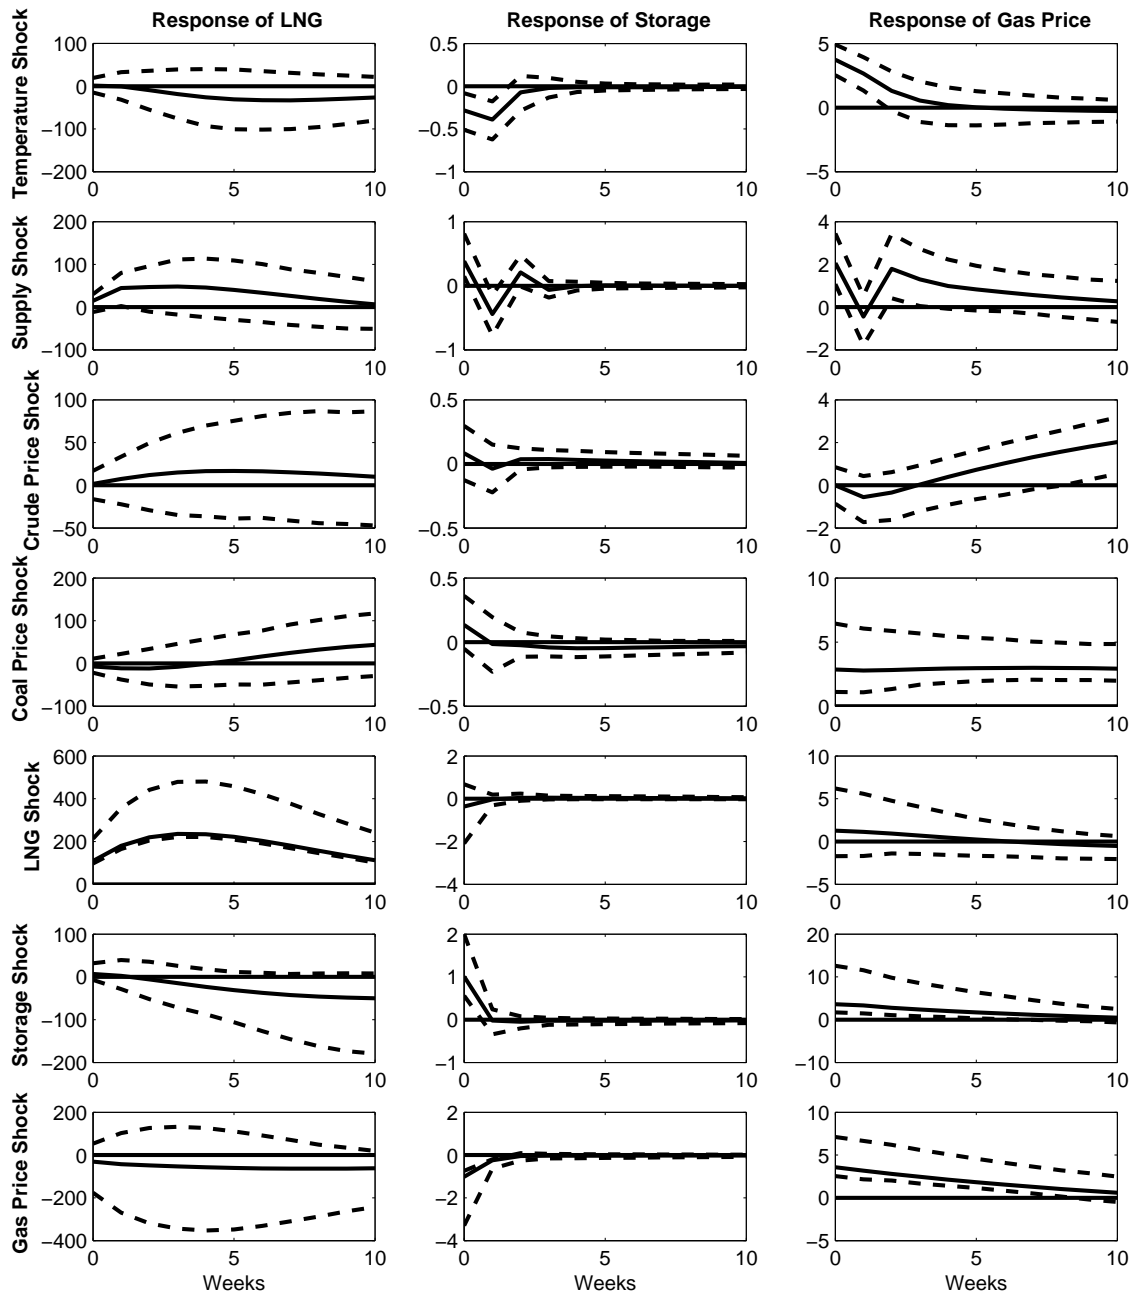 Response of LNG Response of Storage Response of Gas Price
Temperature Shock
100 0 −100 −200 0 5 10
0.5 0 −0.5 −1 0 5 10
5 0 −5 0 5 10
Supply Shock
200 100 0 −100 0 5 10
1 0 −1 0 5 10
4 2 0 −2 0 5 10
Crude Price Shock
100 50 0 −50 0 5 10
0.5 0 −0.5 0 5 10
4 2 0 −2 0 5 10
Coal Price Shock
200 100 0 −100 0 5 10
0.5 0 −0.5 0 5 10
10 5 0 0 5 10
LNG Shock
600 400 200 0 0 5 10
2 0 −2 −4 0 5 10
10 5 0 −5 0 5 10
Storage Shock
100 0 −100 −200 0 5 10
2 1 0 −1 0 5 10
20 10 0 −10 0 5 10
Gas Price Shock
200 0 −200 −400 0 5 10
2 0 −2 −4 0 5 10
10 5 0 −5 0 5 10
Weeks Weeks Weeks